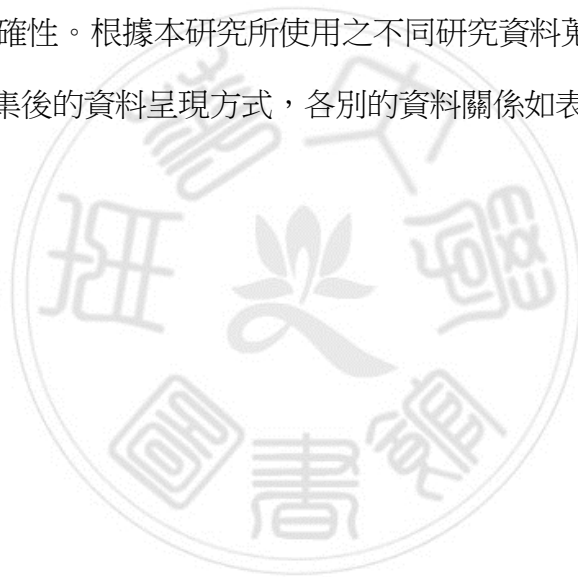 確性。根據本研究所使用之不同研究資料蒐
集後的資料呈現方式，各別的資料關係如表